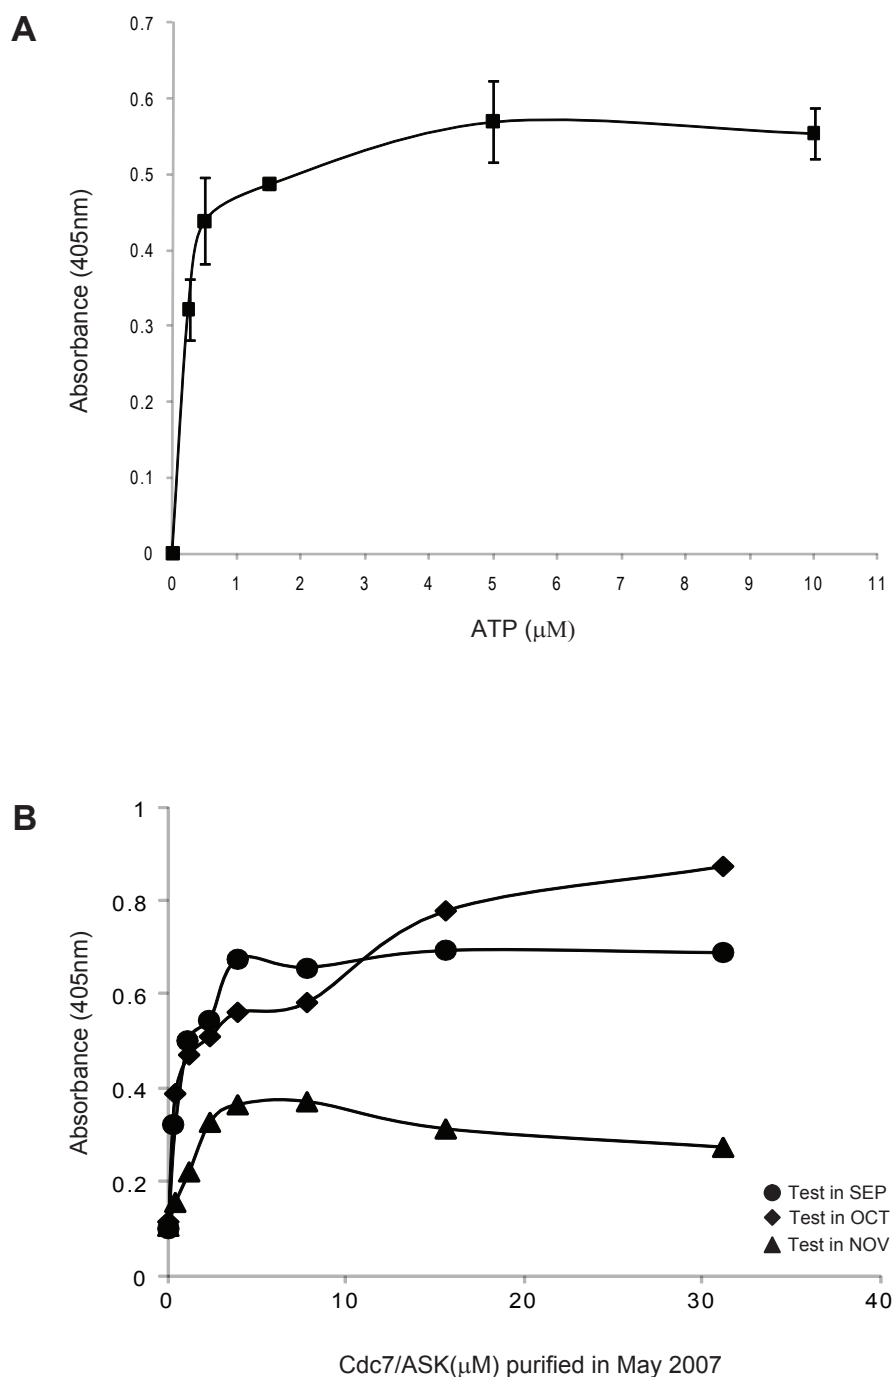 A
0.7
0.6
0.5
0.4
0.3
0.2
0.1
0
Absorbance (405nm)
0 1 2 3 4 5 6 7 8 9 10 11
ATP (μM)
B
1
0.8
0.6
0.4
0.2
0
Absorbance (405nm)
Test in SEP
Test in OCT
Test in NOV
0 10 20 30 40
Cdc7/ASK(μM) purified in May 2007